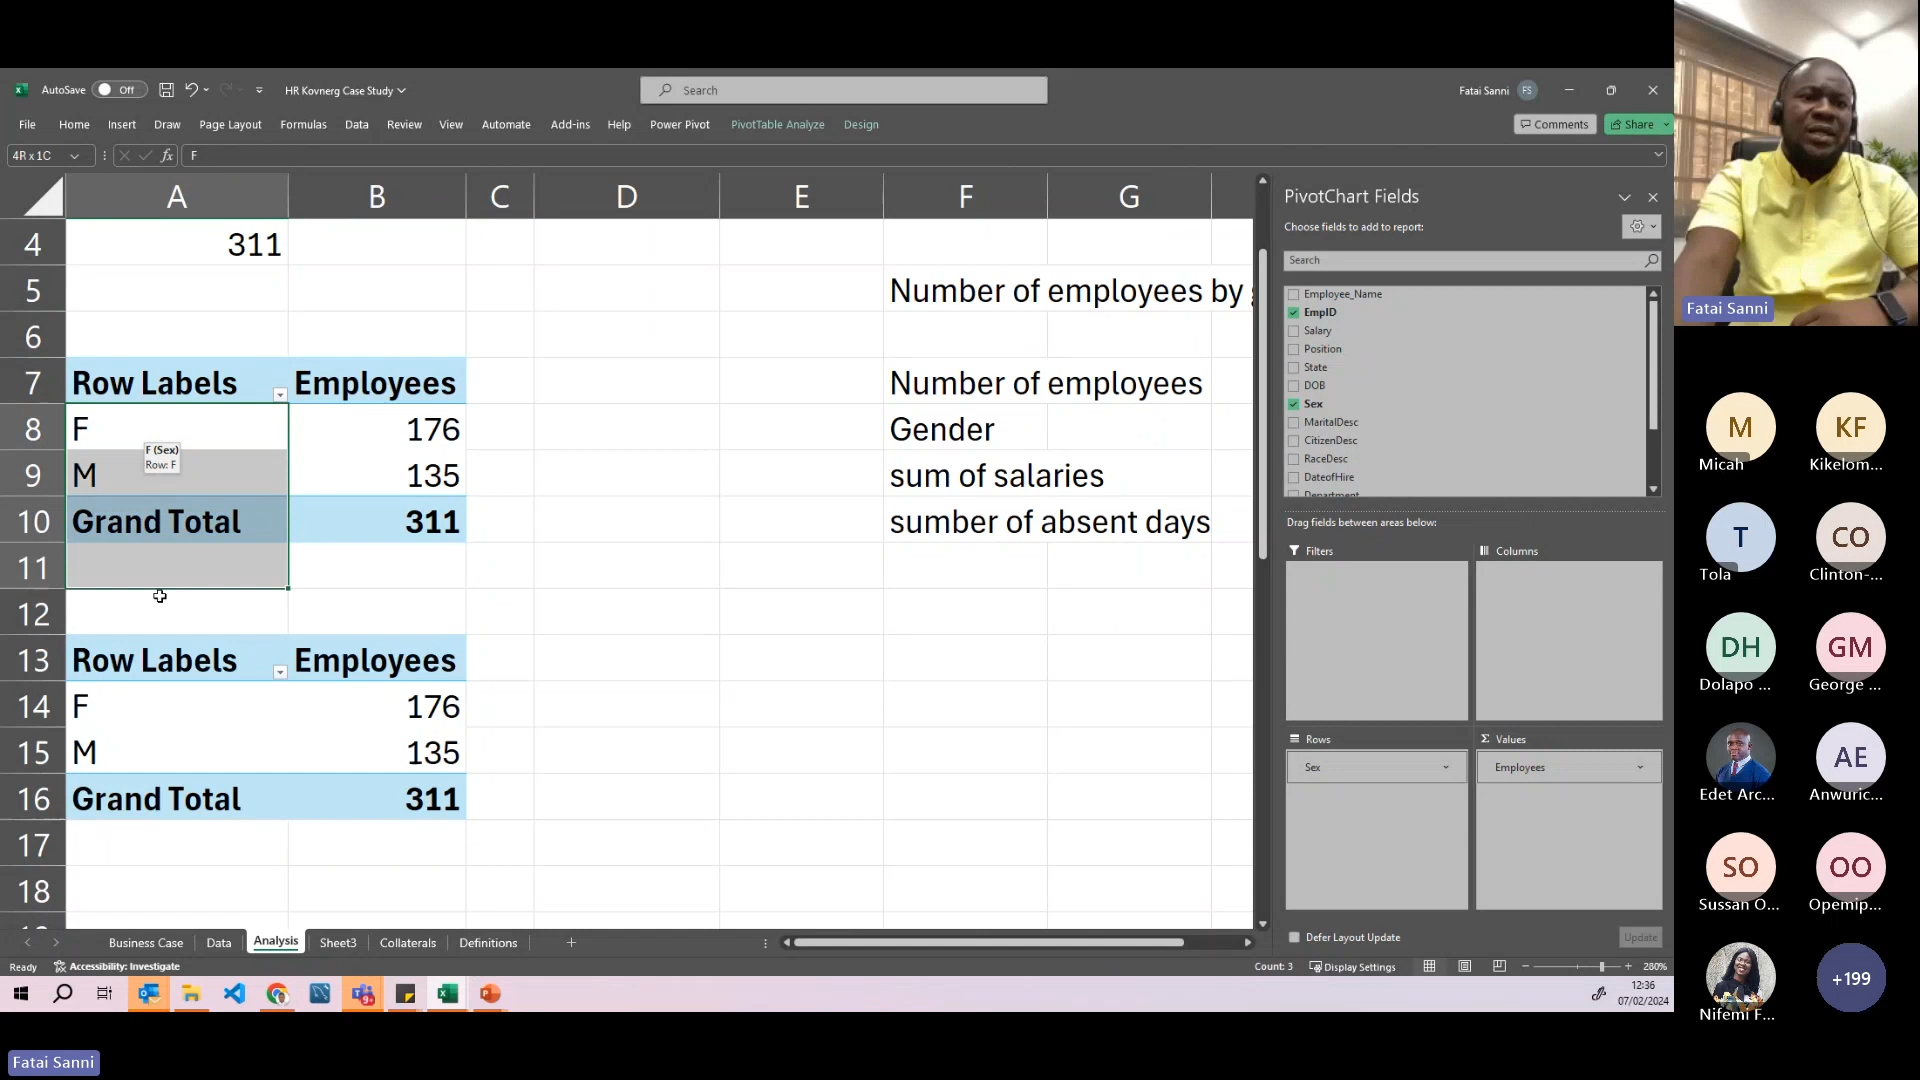 AutoSave Off HR Kovnerg Case Study Search Fatai Sanni FS
File Home Insert Draw Page Layout Formulas Data Review View Automate Add-ins Help Power Pivot PivotTable Analyze Design Comments Share
4R x 1C fx F
A B C D E F G
4 311
5 Number of employees by
6
7 Row Labels Employees Number of employees
8 F 176 Gender
F (Sex)
Row: F
9 M 135 sum of salaries
10 Grand Total 311 sumber of absent days
11
12
13 Row Labels Employees
14 F 176
15 M 135
16 Grand Total 311
17
18
Business Case Data Analysis Sheet3 Collaterals Definitions
Ready Accessibility: Investigate Count: 3 Display Settings 280%
PivotChart Fields
Choose fields to add to report:
Search
Employee_Name
EmpID
Salary
Position
State
DOB
Sex
MaritalDesc
CitizenDesc
RaceDesc
DateofHire
Department
Drag fields between areas below:
Filters Columns
Rows Values
Sex Employees
Defer Layout Update Update
12:36
07/02/2024
Fatai Sanni
M KF
Micah Kikelom...
T CO
Tola Clinton-...
DH GM
Dolapo ... George ...
AE
Edet Arc... Anwuric...
SO OO
Sussan O... Opemip...
+199
Nifemi F...
Fatai Sanni